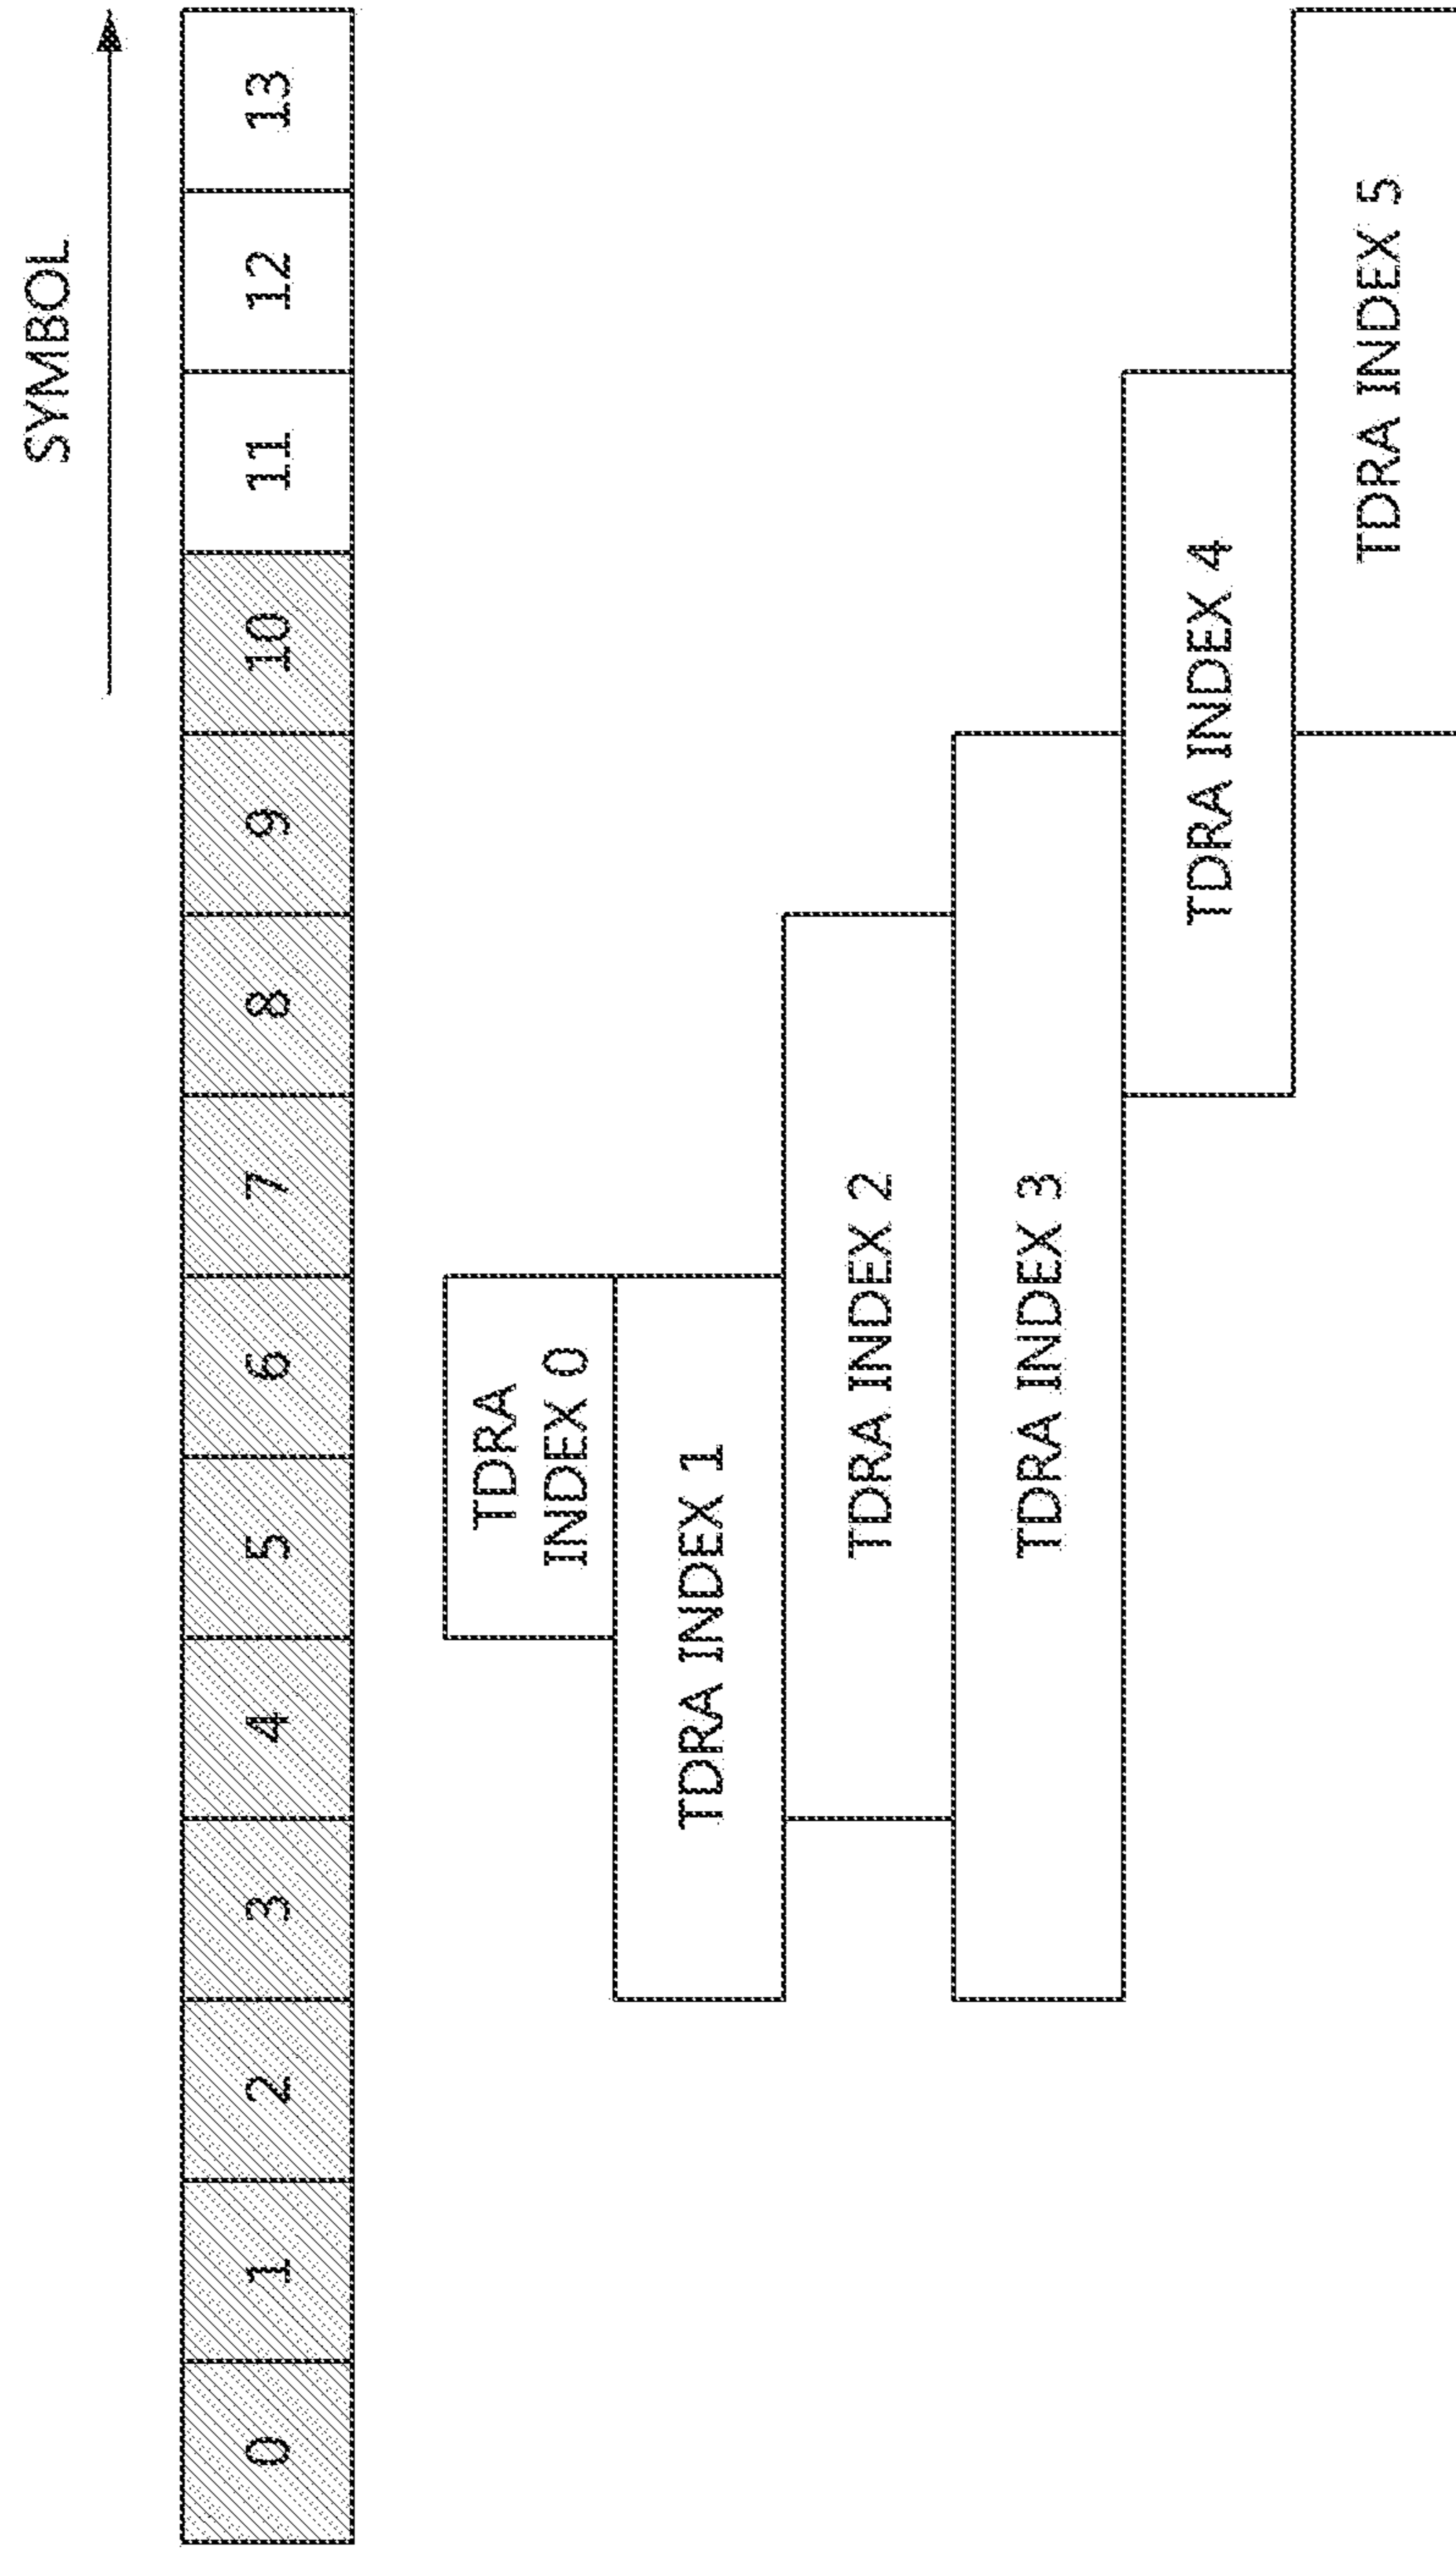 SYMBOL
0 1 2 3 4 5 6 7 8 9 10 11 12 13
TDRA
INDEX 0
TDRA INDEX 1
TDRA INDEX 2
TDRA INDEX 3
TDRA INDEX 4
TDRA INDEX 5